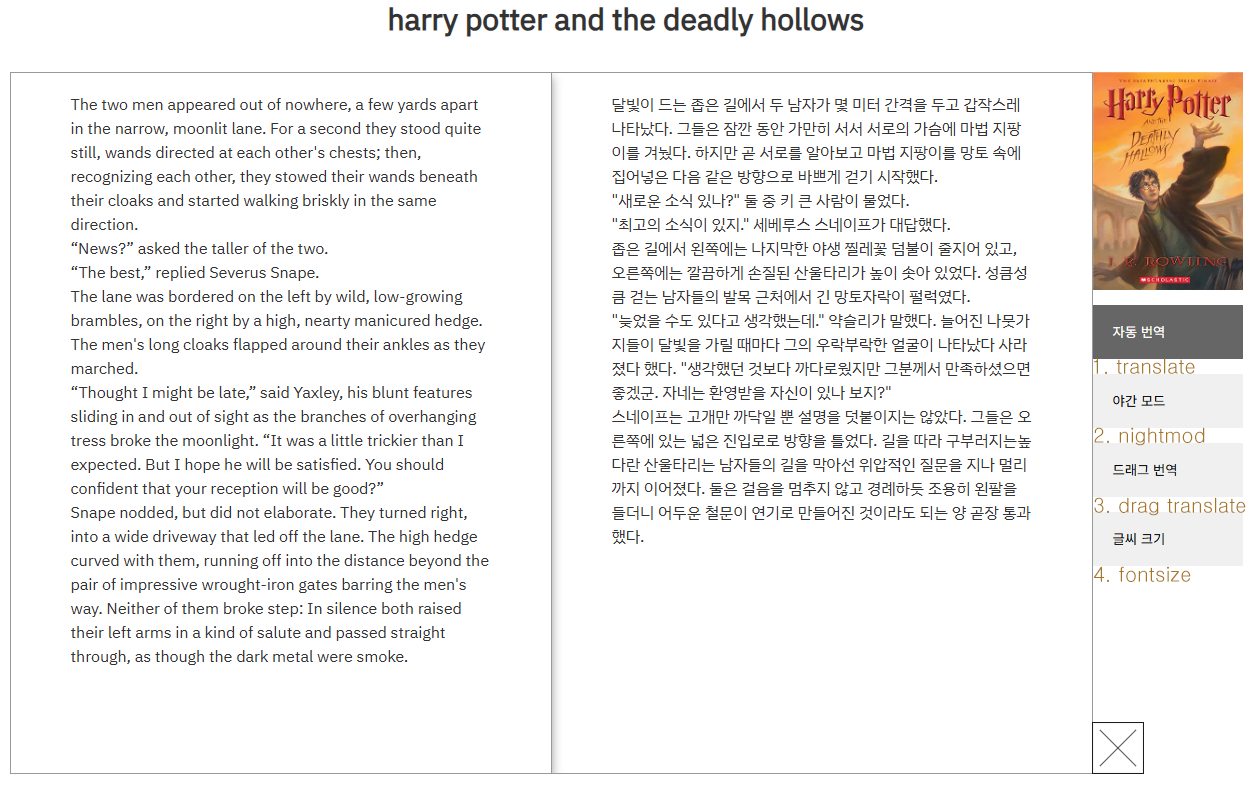 harry potter and the deadly hollows
The two men appeared out of nowhere, a few yards apart
in the narrow, moonlit lane. For a second they stood quite
still, wands directed at each other's chests; then,
recognizing each other, they stowed their wands beneath
their cloaks and started walking briskly in the same
direction.
“News?” asked the taller of the two.
“The best,” replied Severus Snape.
The lane was bordered on the left by wild, low-growing
brambles, on the right by a high, nearty manicured hedge.
The men's long cloaks flapped around their ankles as they
marched.
“Thought I might be late,” said Yaxley, his blunt features
sliding in and out of sight as the branches of overhanging
tress broke the moonlight. “It was a little trickier than I
expected. But I hope he will be satisfied. You should
confident that your reception will be good?”
Snape nodded, but did not elaborate. They turned right,
into a wide driveway that led off the lane. The high hedge
curved with them, running off into the distance beyond the
pair of impressive wrought-iron gates barring the men's
way. Neither of them broke step: In silence both raised
their left arms in a kind of salute and passed straight
through, as though the dark metal were smoke.
달빛이 드는 좁은 길에서 두 남자가 몇 미터 간격을 두고 갑작스레
나타났다. 그들은 잠깐 동안 가만히 서서 서로의 가슴에 마법 지팡
이를 겨눴다. 하지만 곧 서로를 알아보고 마법 지팡이를 망토 속에
집어넣은 다음 같은 방향으로 바쁘게 걷기 시작했다.
"새로운 소식 있나?" 둘 중 키 큰 사람이 물었다.
"최고의 소식이 있지." 세베루스 스네이프가 대답했다.
좁은 길에서 왼쪽에는 나지막한 야생 찔레꽃 덤불이 줄지어 있고,
오른쪽에는 깔끔하게 손질된 산울타리가 높이 솟아 있었다. 성큼성
큼 걷는 남자들의 발목 근처에서 긴 망토자락이 펄럭였다.
"늦었을 수도 있다고 생각했는데." 약슬리가 말했다. 늘어진 나뭇가
지들이 달빛을 가릴 때마다 그의 우락부락한 얼굴이 나타났다 사라
졌다 했다. "생각했던 것보다 까다로웠지만 그분께서 만족하셨으면
좋겠군. 자네는 환영받을 자신이 있나 보지?"
스네이프는 고개만 까닥일 뿐 설명을 덧붙이지는 않았다. 그들은 오
른쪽에 있는 넓은 진입로로 방향을 틀었다. 길을 따라 구부러지는높
다란 산울타리는 남자들의 길을 막아선 위압적인 질문을 지나 멀리
까지 이어졌다. 둘은 걸음을 멈추지 않고 경례하듯 조용히 왼팔을
들더니 어두운 철문이 연기로 만들어진 것이라도 되는 양 곧장 통과
했다.
Harry Potter
AND THE
DEATHLY
HALLOWS
J. K. ROWLING
SCHOLASTIC
자동 번역
1. translate
야간 모드
2. nightmod
드래그 번역
3. drag translate
글씨 크기
4. fontsize